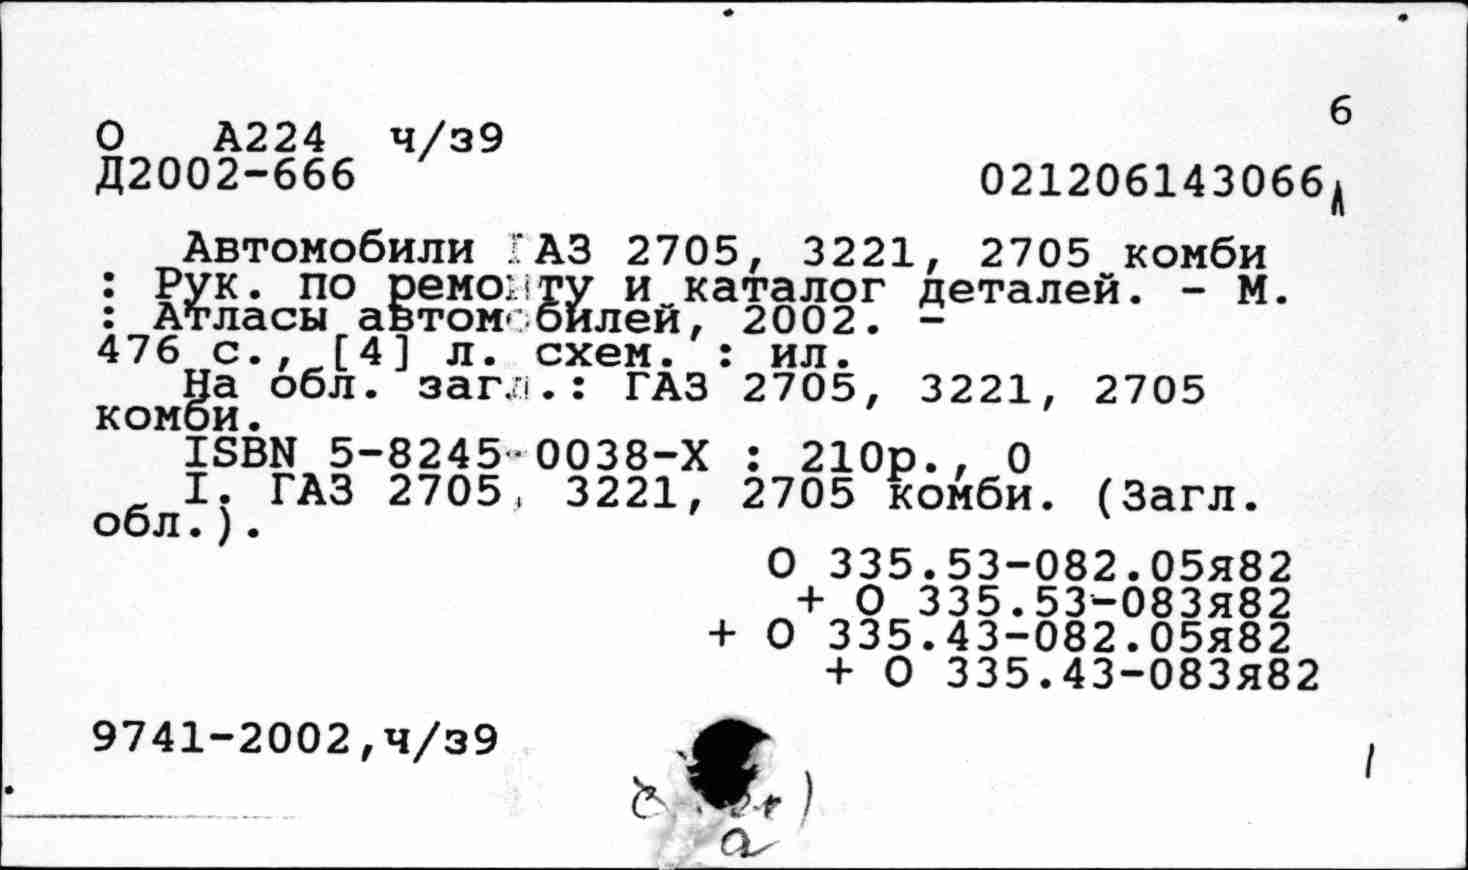 6
О А224 ч/з9
Д2002-666
021206143066
Автомобили ГАЗ 2705, 3221, 2705 комби
: Рук. по ремонту и каталог деталей. - М.
: Атласы автомобилей, 2002. -
476 с., [4] л. схем. : ил.
На обл. загл.: ГАЗ 2705, 3221, 2705
комби.
ISBN 5-8245-0038-X : 210р., 0
I. ГАЗ 2705, 3221, 2705 комби. (Загл.
обл.).
О 335.53-082.05я82
+ О 335.53-083я82
+ О 335.43-082.05я82
+ О 335.43-083я82
9741-2002,ч/з9